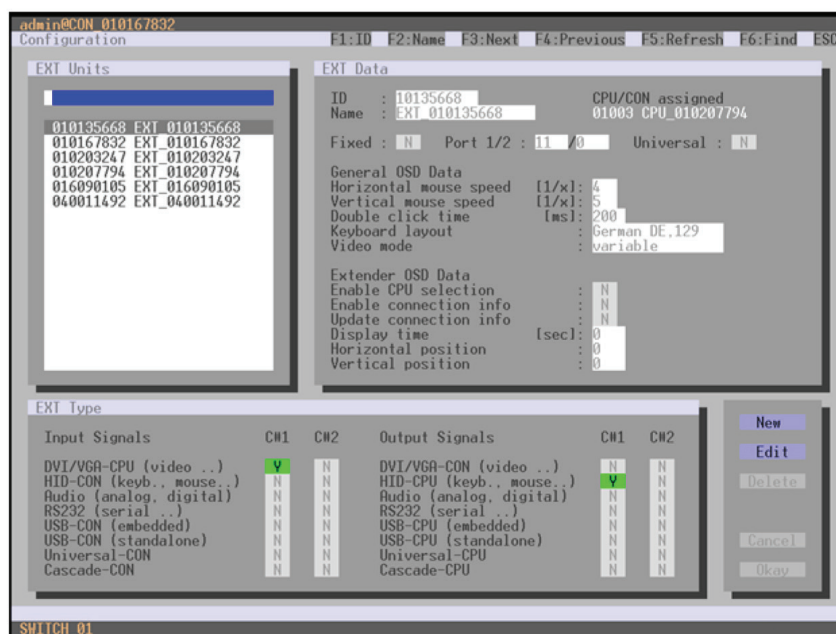 admin@CON_010167832
Configuration F1:ID F2:Name F3:Next F4:Previous F5:Refresh F6:Find ESC
EXT Units
010135668 EXT_010135668
010167832 EXT_010167832
010203247 EXT_010203247
010207794 EXT_010207794
016090105 EXT_016090105
040011492 EXT_040011492
EXT Data
ID : 10135668 CPU/CON assigned
Name : EXT_010135668 01003 CPU_010207794
Fixed : N Port 1/2 : 11 /0 Universal : N
General OSD Data
Horizontal mouse speed [1/x]: 4
Vertical mouse speed [1/x]: 5
Double click time [ms]: 200
Keyboard layout : German DE,129
Video mode : variable
Extender OSD Data
Enable CPU selection : N
Enable connection info : N
Update connection info : N
Display time [sec]: 0
Horizontal position : 0
Vertical position : 0
EXT Type
Input Signals C#1 C#2 Output Signals C#1 C#2
DVI/VGA-CPU (video ..) Y N DVI/VGA-CON (video ..) N N
HID-CON (keyb., mouse..) N N HID-CPU (keyb., mouse..) Y N
Audio (analog, digital) N N Audio (analog, digital) N N
RS232 (serial ..) N N RS232 (serial ..) N N
USB-CON (embedded) N N USB-CPU (embedded) N N
USB-CON (standalone) N N USB-CPU (standalone) N N
Universal-CON N N Universal-CPU N N
Cascade-CON N N Cascade-CPU N N
New
Edit
Delete
Cancel
Okay
SWITCH_01